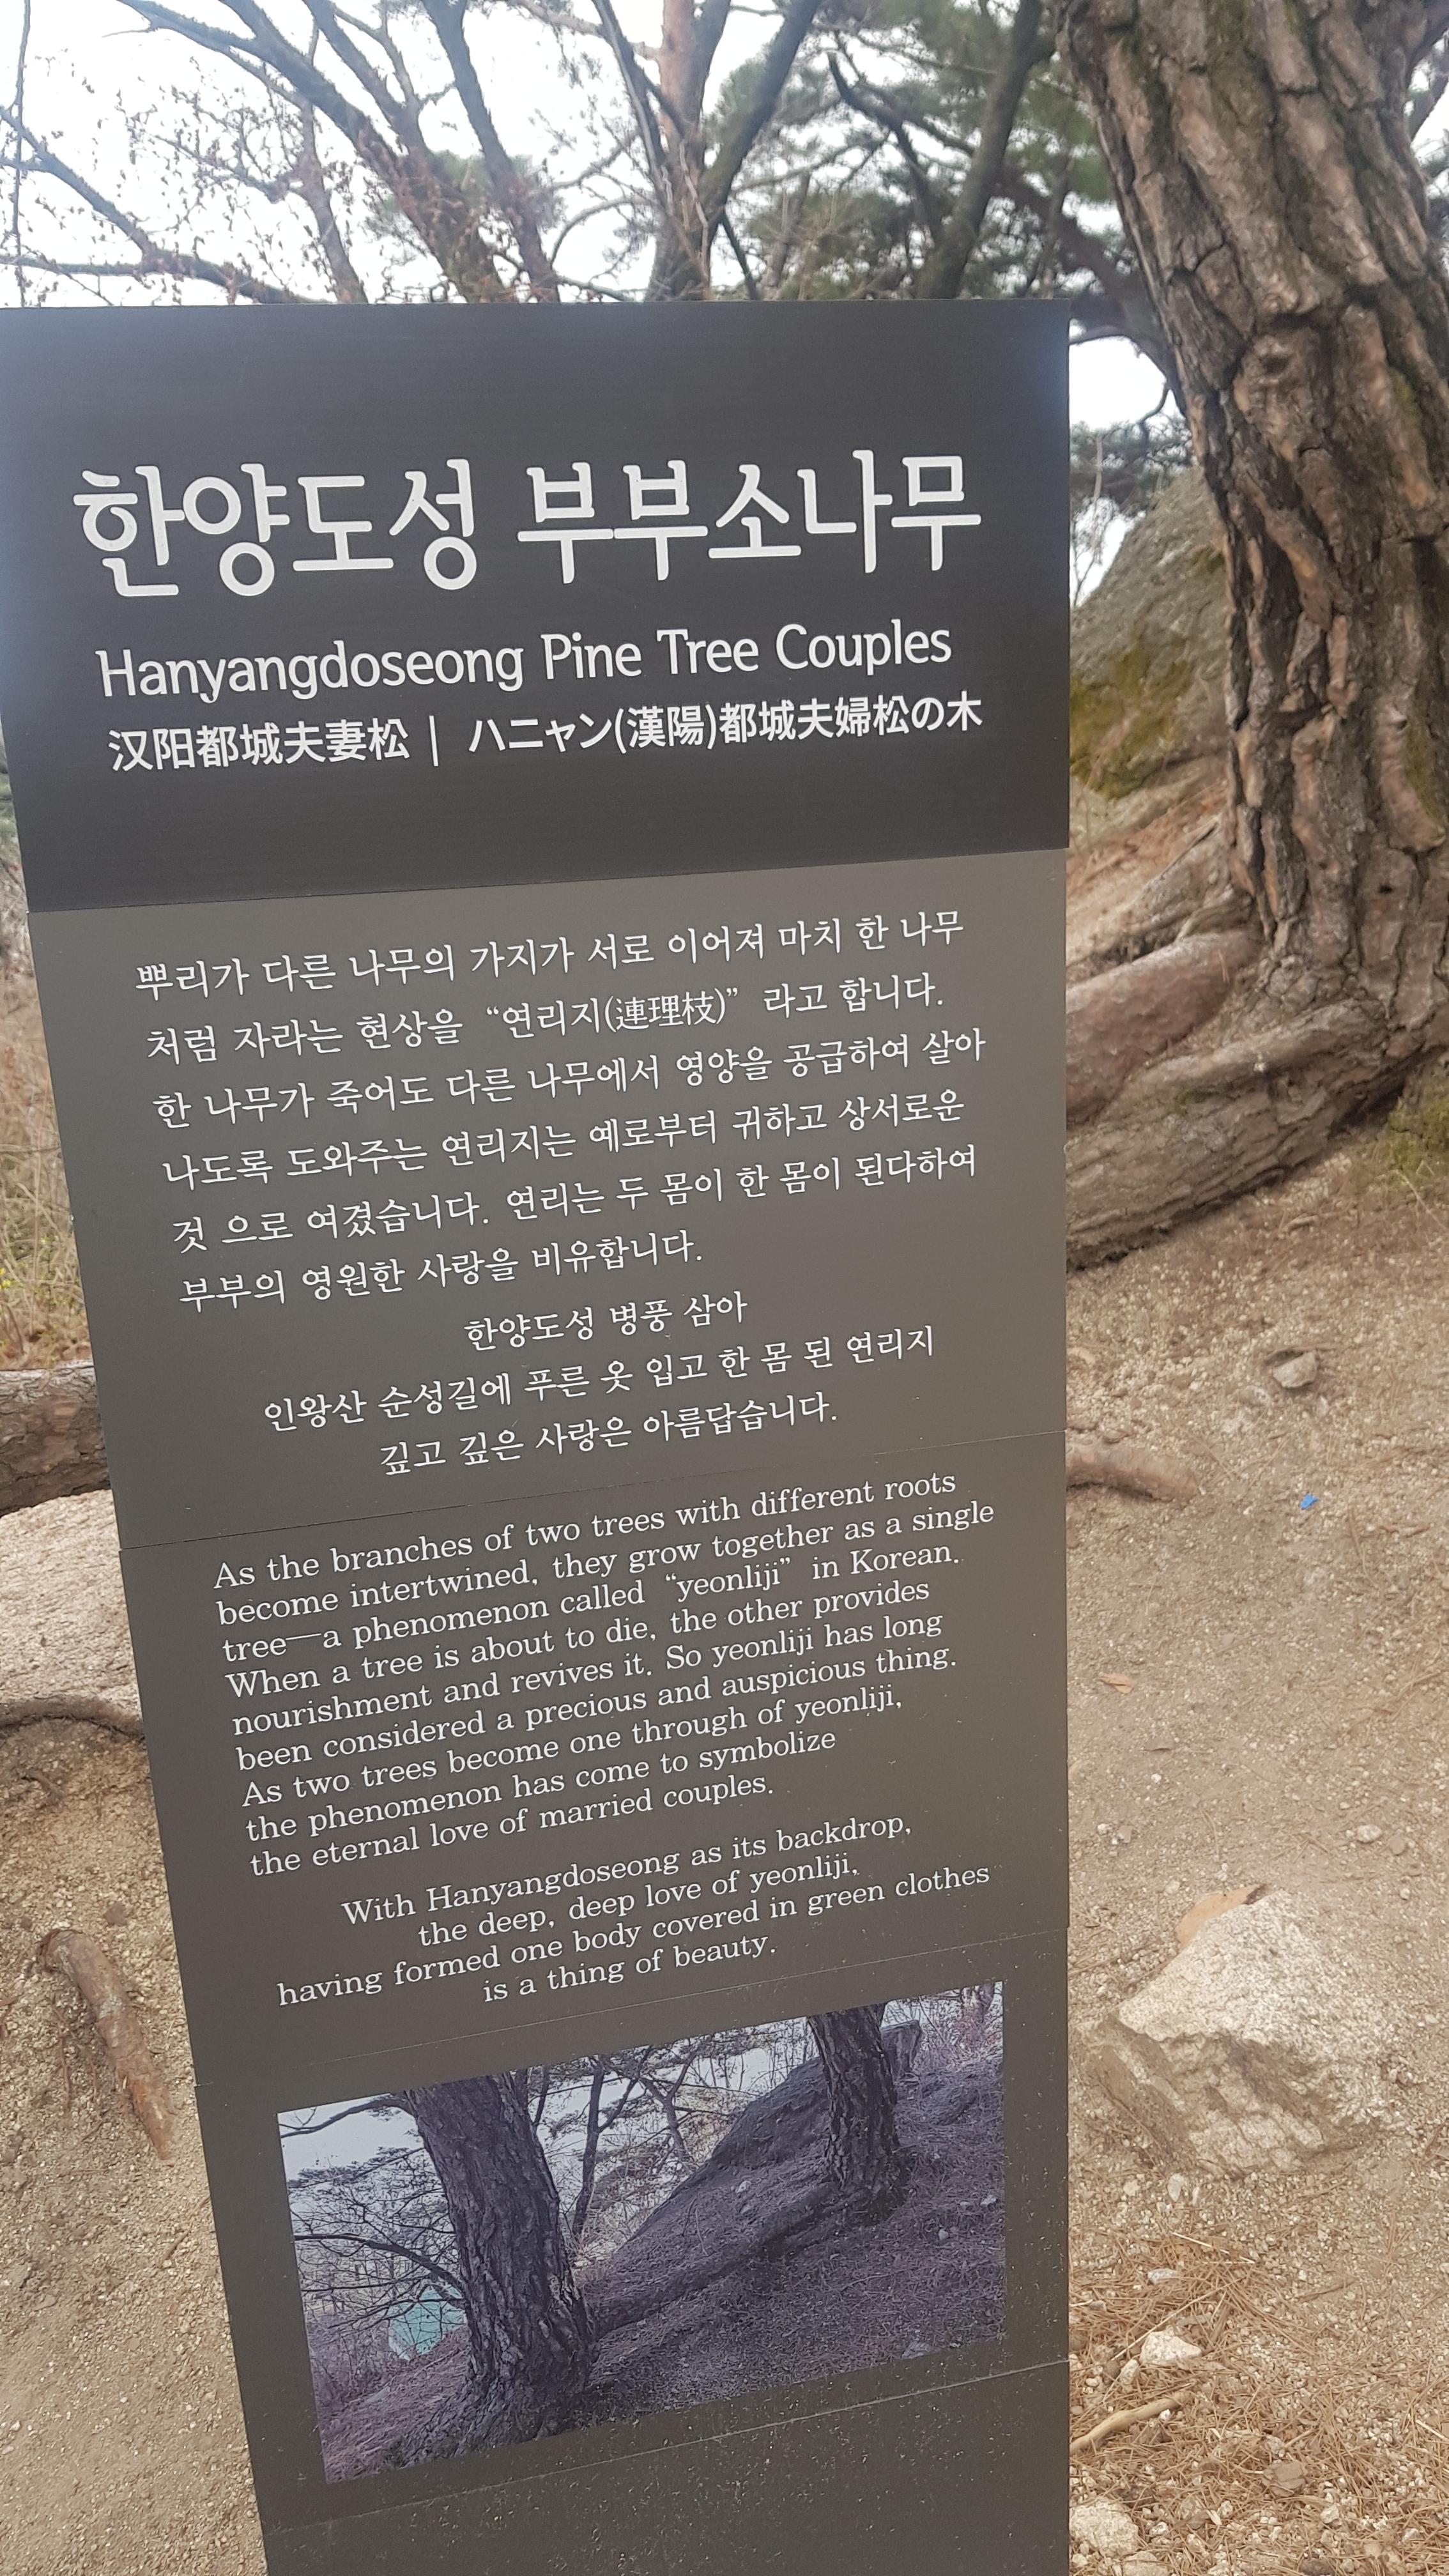 한양도성 부부소나무
Hanyangdoseong Pine Tree Couples
汉阳都城夫妻松 | ハニャン(漢陽)都城夫婦松の木
뿌리가 다른 나무의 가지가 서로 이어져 마치 한 나무
처럼 자라는 현상을 “연리지(連理枝)” 라고 합니다.
한 나무가 죽어도 다른 나무에서 영양을 공급하여 살아
나도록 도와주는 연리지는 예로부터 귀하고 상서로운
것 으로 여겼습니다. 연리는 두 몸이 한 몸이 된다하여
부부의 영원한 사랑을 비유합니다.
한양도성 병풍 삼아
인왕산 순성길에 푸른 옷 입고 한 몸 된 연리지
깊고 깊은 사랑은 아름답습니다.
As the branches of two trees with different roots
become intertwined, they grow together as a single
tree—a phenomenon called “yeonliji” in Korean.
When a tree is about to die, the other provides
nourishment and revives it. So yeonliji has long
been considered a precious and auspicious thing.
As two trees become one through of yeonliji,
the phenomenon has come to symbolize
the eternal love of married couples.
With Hanyangdoseong as its backdrop,
the deep, deep love of yeonliji,
having formed one body covered in green clothes
is a thing of beauty.